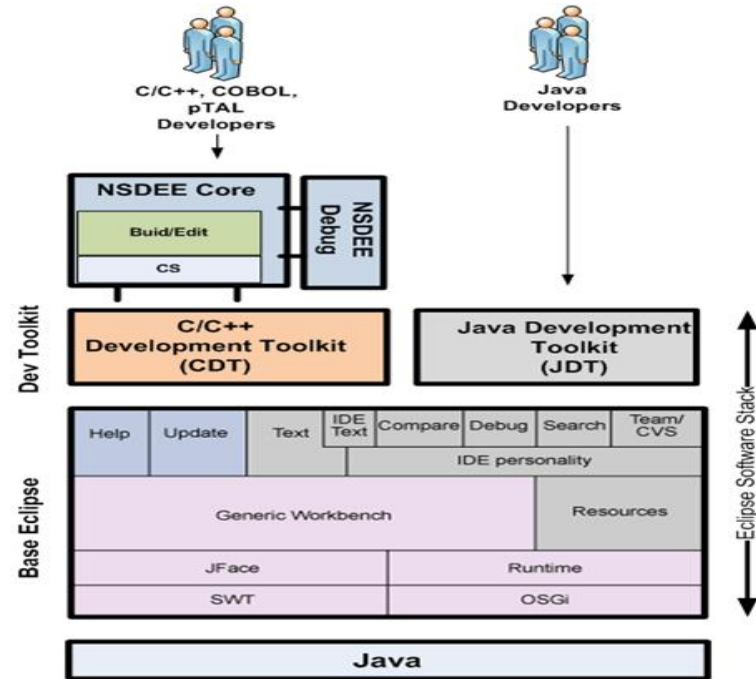 C/C++, COBOL,
pTAL
Developers
Java
Developers
NSDEE Core
Buid/Edit
CS
NSDEE
Debug
Dev Toolkit
C/C++
Development Toolkit
(CDT)
Java Development
Toolkit
(JDT)
Eclipse Software Stack
Base Eclipse
Help
Update
Text
IDE
Text
Compare
Debug
Search
Team/
CVS
IDE personality
Generic Workbench
Resources
JFace
Runtime
SWT
OSGi
Java